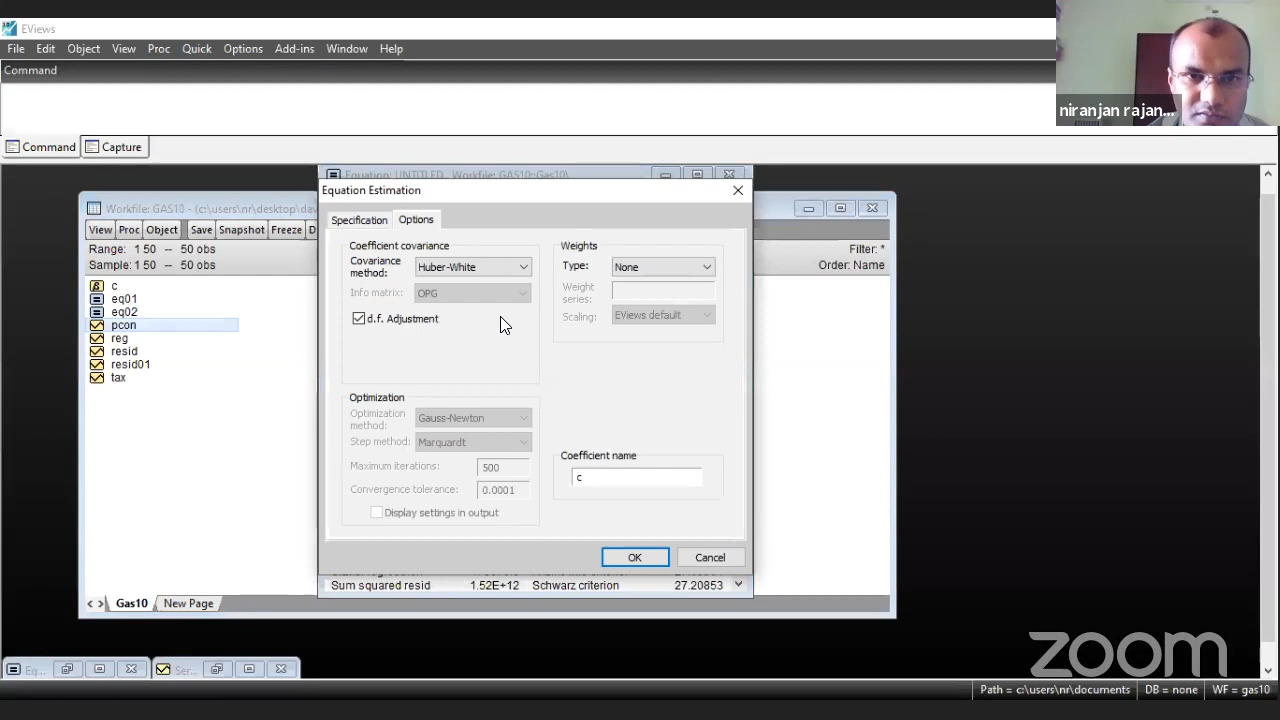 EViews
File Edit Object View Proc Quick Options Add-ins Window Help
Command
niranjan rajan...
Command Capture
Equation: UNTITLED Workfile: GAS10::Gas10\
Equation Estimation
Workfile: GAS10 - (c:\users\nr\desktop\dav
View Proc Object Save Snapshot Freeze D
Range: 1 50 -- 50 obs
Filter: *
Sample: 1 50 -- 50 obs
Order: Name
c
eq01
eq02
pcon
reg
resid
resid01
tax
Specification Options
Coefficient covariance
Covariance method: Huber-White
Info matrix: OPG
d.f. Adjustment
Weights
Type: None
Weight series:
Scaling: EViews default
Optimization
Optimization method: Gauss-Newton
Step method: Marquardt
Maximum iterations: 500
Convergence tolerance: 0.0001
Display settings in output
Coefficient name
c
OK Cancel
Sum squared resid 1.52E+12 Schwarz criterion 27.20853
Gas10 New Page
Eq... Ser...
zoom
Path = c:\users\nr\documents DB = none WF = gas10